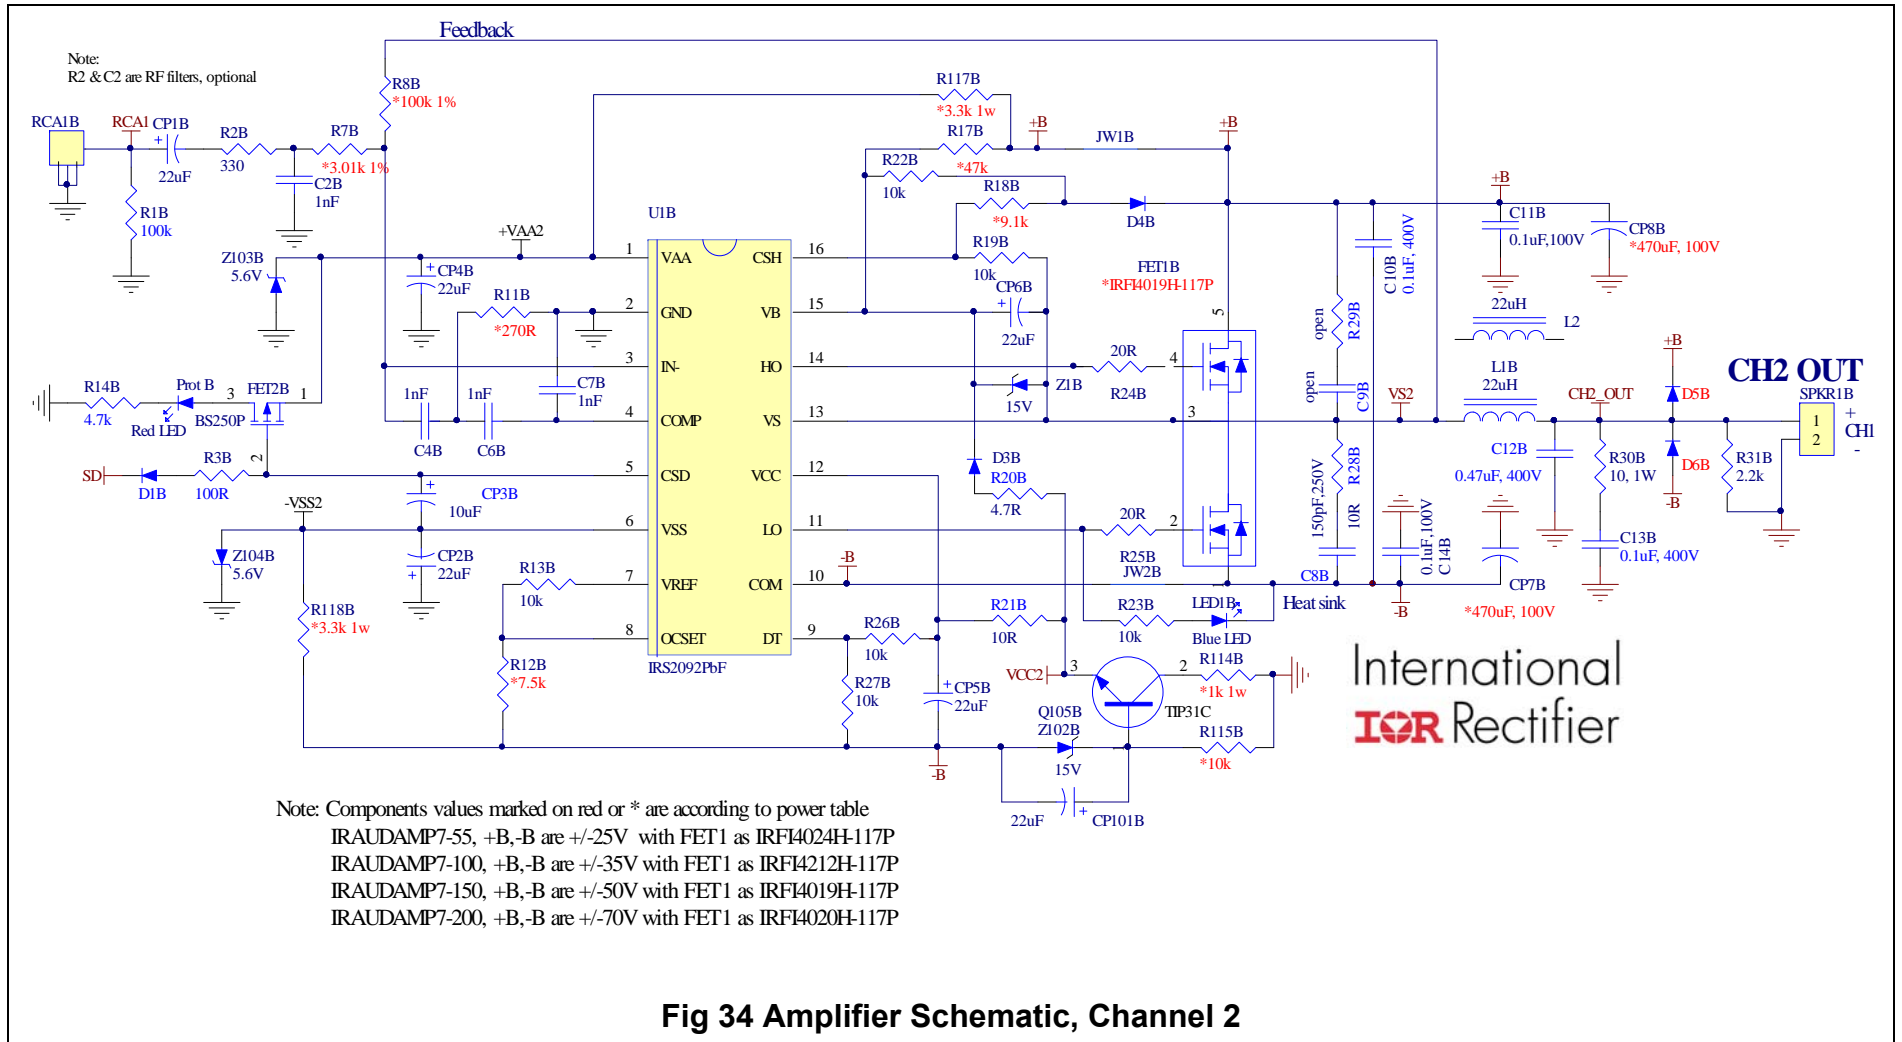 Feedback
Note:
R2 & C2 are RF filters, optional
R8B
*100k 1%
R117B
*3.3k 1w
RCA1B
RCA1
CP1B
+
22uF
R2B
330
R7B
*3.01k 1%
R17B
*47k
+B
JW1B
+B
R22B
10k
C2B
1nF
R1B
100k
R18B
*9.1k
D4B
U1B
+B
C11B
0.1uF,100V
CP8B
*470uF, 100V
C10B
0.1uF, 400V
+VAA2
Z103B
5.6V
CP4B
+
22uF
R19B
10k
1
VAA
CSH
16
FET1B
*IRFI4019H-117P
R11B
*270R
CP6B
+
22uF
2
GND
VB
15
5
open
R29B
22uH
L2
3
IN-
HO
14
20R
R24B
4
Z1B
15V
+B
R14B
4.7k
Prot B
Red LED
3
FET2B
BS250P
1
2
1nF
C4B
1nF
C6B
C7B
1nF
open
C9B
L1B
22uH
CH2 OUT
D5B
SPKR1B
4
COMP
VS
13
3
VS2
CH2_OUT
1
2
+
CH1
-
SD
D1B
R3B
100R
CP3B
+
10uF
5
CSD
VCC
12
D3B
R20B
4.7R
150pF,250V
R28B
10R
C12B
0.47uF, 400V
R30B
10, 1W
D6B
-B
R31B
2.2k
-VSS2
6
VSS
LO
11
20R
R25B
2
JW2B
0.1uF,100V
C14B
C13B
0.1uF, 400V
Z104B
5.6V
CP2B
+
22uF
R13B
10k
7
VREF
COM
10
-B
1
C8B
CP7B
*470uF, 100V
Heat sink
-B
R118B
*3.3k 1w
R21B
10R
R23B
10k
LED1B
Blue LED
8
OCSET
DT
9
R26B
10k
IRS2092PbF
R12B
*7.5k
R27B
10k
CP5B
+
22uF
VCC2
3
2
R114B
*1k 1w
TIP31C
Q105B
Z102B
15V
1
R115B
*10k
-B
22uF
+
CP101B
International
IOR Rectifier
Note: Components values marked on red or * are according to power table
IRAUDAMP7-55, +B,-B are +/-25V with FET1 as IRFI4024H-117P
IRAUDAMP7-100, +B,-B are +/-35V with FET1 as IRFI4212H-117P
IRAUDAMP7-150, +B,-B are +/-50V with FET1 as IRFI4019H-117P
IRAUDAMP7-200, +B,-B are +/-70V with FET1 as IRFI4020H-117P
Fig 34 Amplifier Schematic, Channel 2